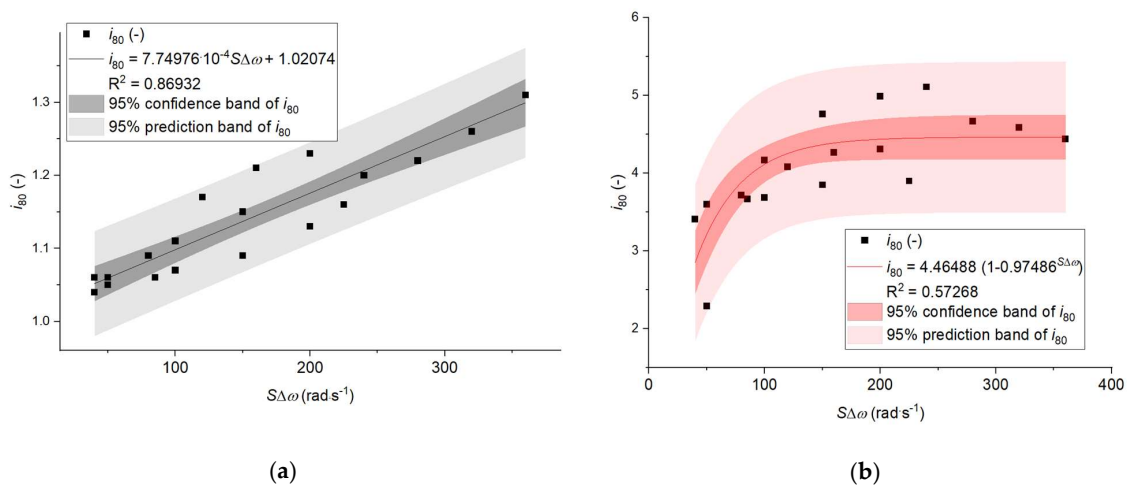 i₈₀ (-)
i₈₀ = 7.74976·10⁻⁴SΔω + 1.02074
R² = 0.86932
95% confidence band of i₈₀
95% prediction band of i₈₀
1.3
1.2
1.1
1.0
i₈₀ (-)
100
200
300
SΔω (rad·s⁻¹)
(a)
6
5
4
3
2
i₈₀ (-)
i₈₀ (-)
i₈₀ = 4.46488 (1-0.97486^SΔω)
R² = 0.57268
95% confidence band of i₈₀
95% prediction band of i₈₀
0
100
200
300
400
SΔω (rad·s⁻¹)
(b)